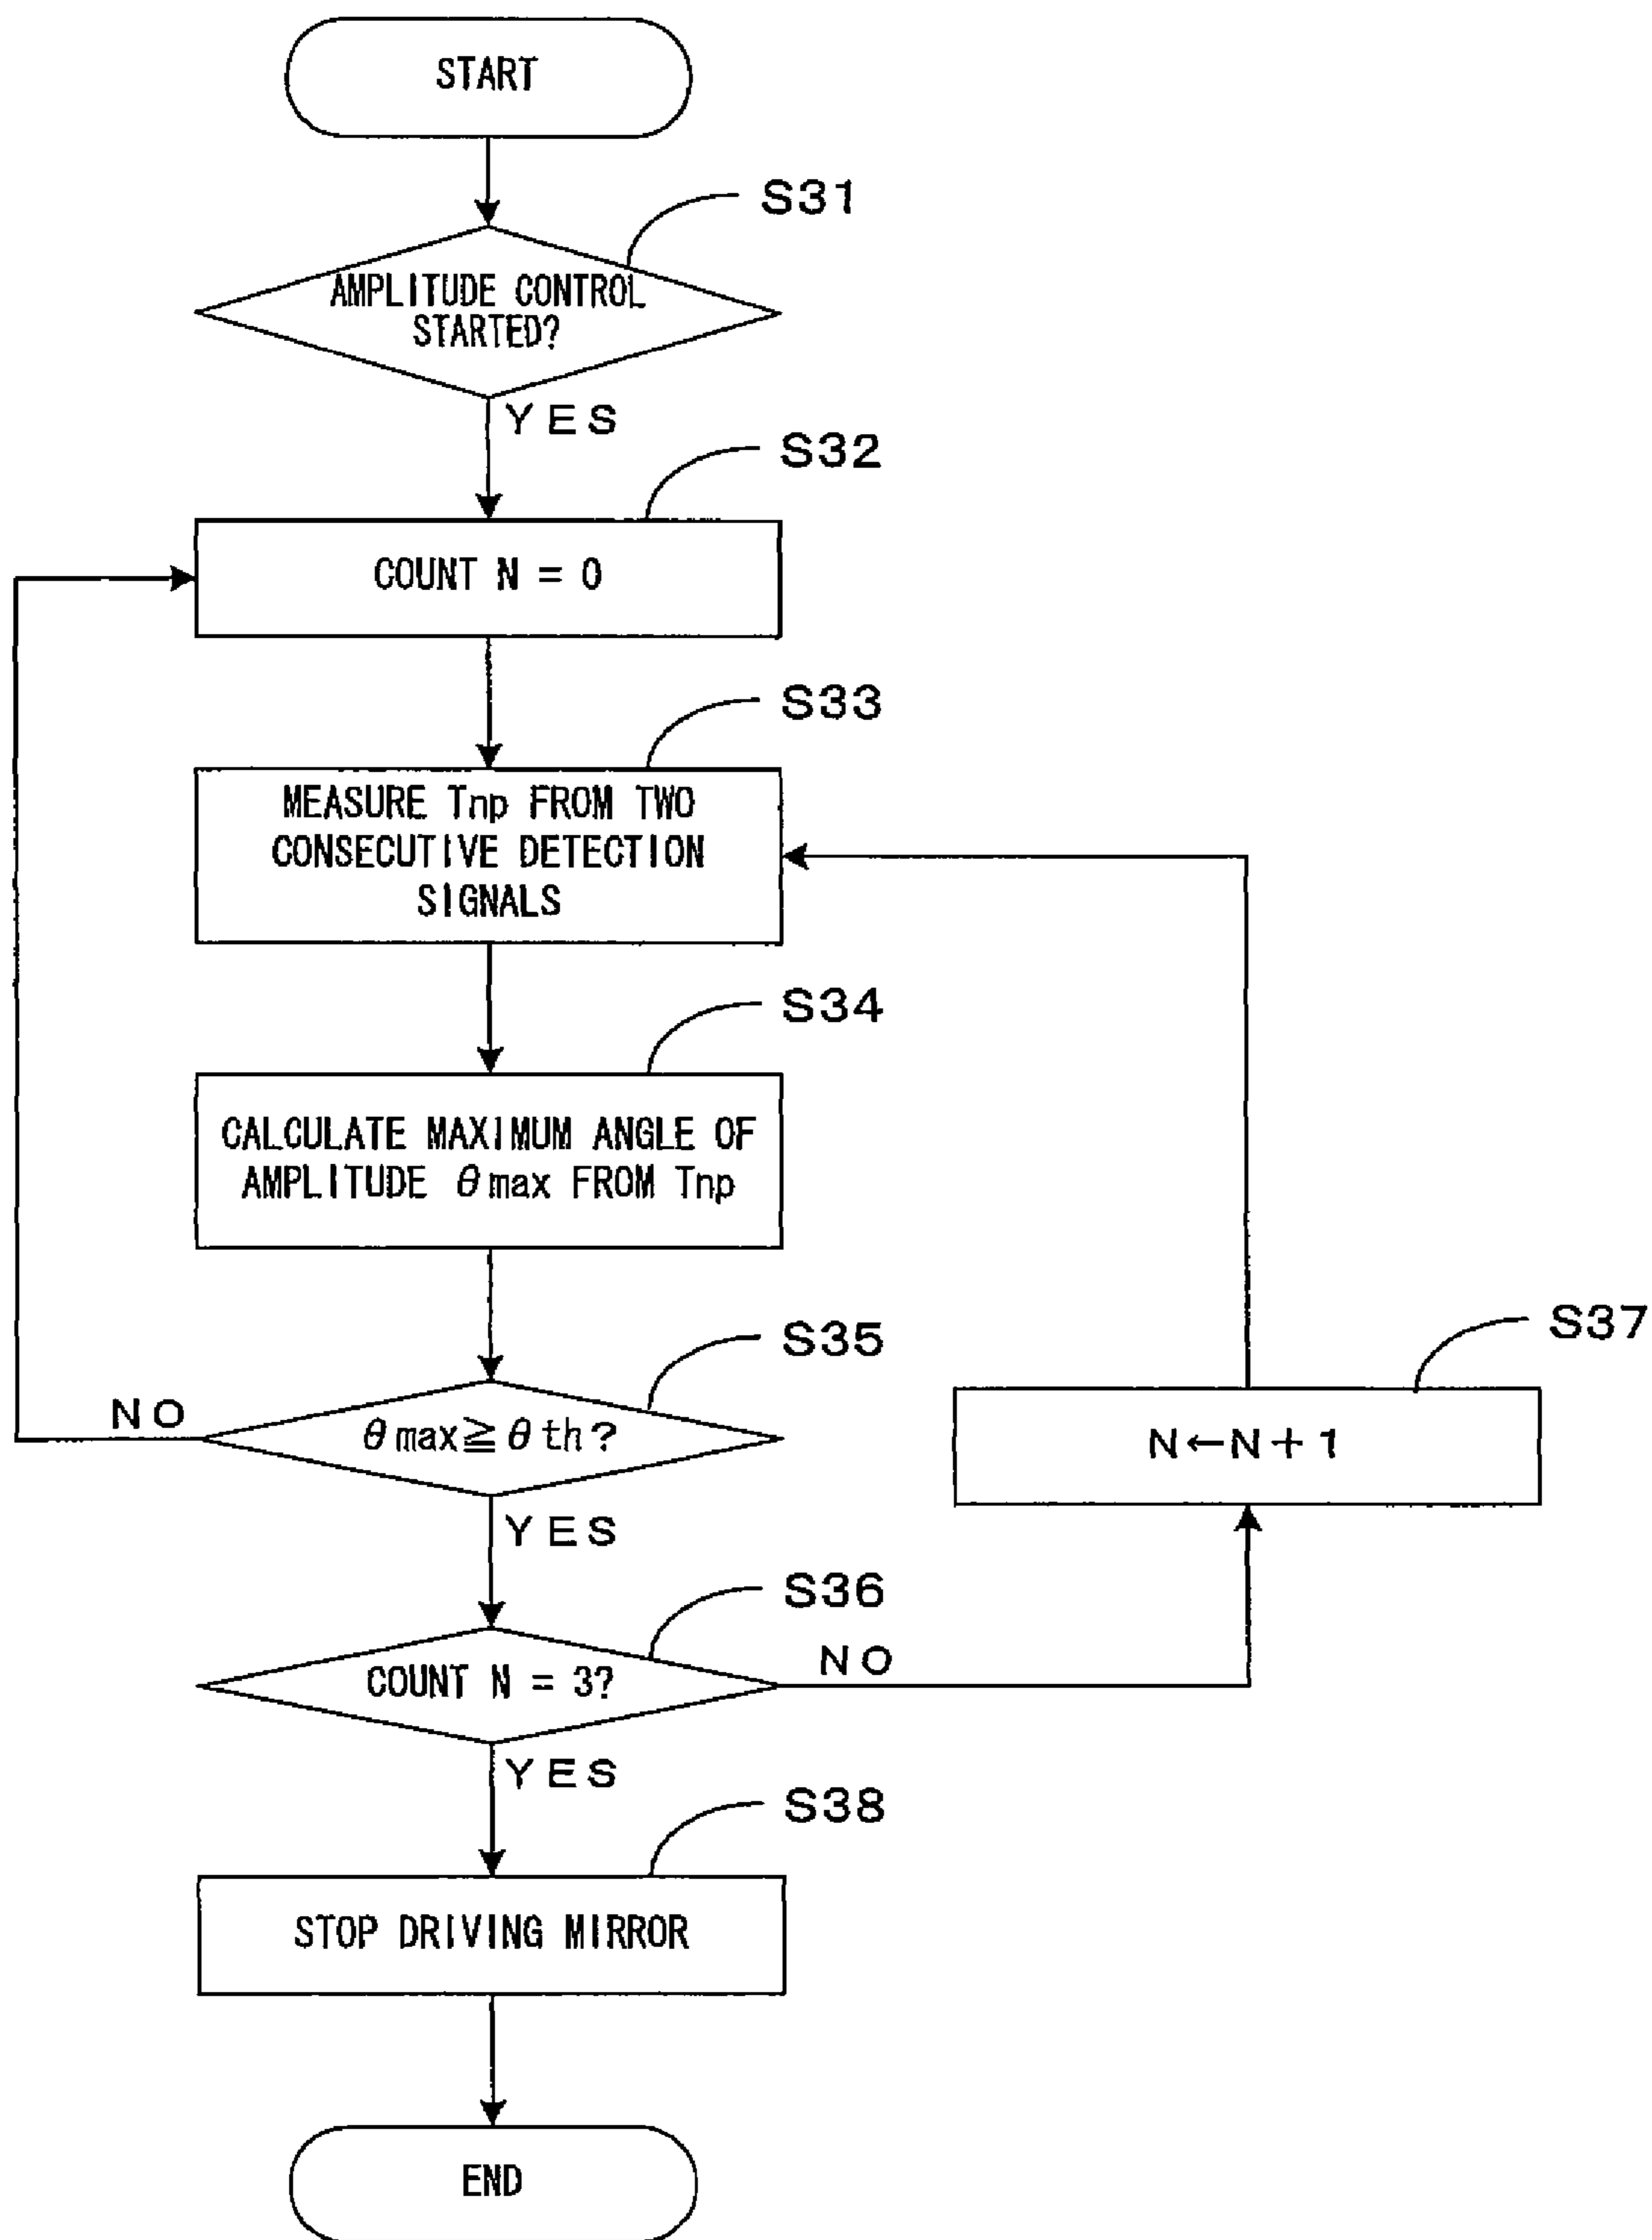 START
S31
AMPLITUDE CONTROL
STARTED?
YES
S32
COUNT N = 0
S33
MEASURE Tnp FROM TWO
CONSECUTIVE DETECTION
SIGNALS
S34
CALCULATE MAXIMUM ANGLE OF
AMPLITUDE θmax FROM Tnp
S35
NO
θmax≧θth?
S37
N←N+1
YES
S36
COUNT N = 3?
NO
YES
S38
STOP DRIVING MIRROR
END